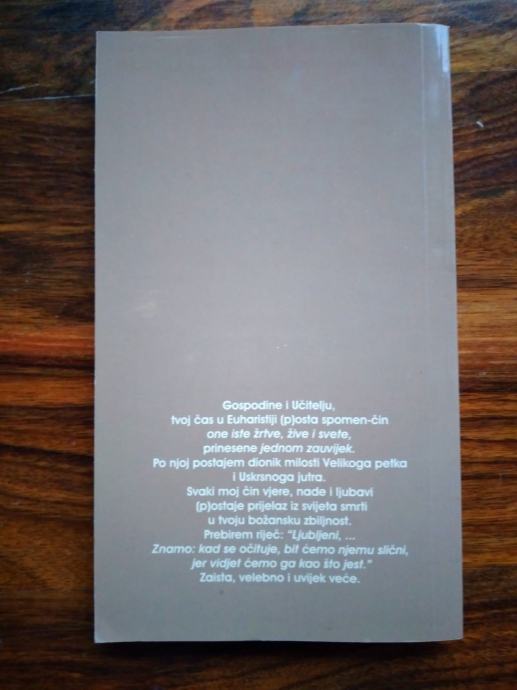 Gospodine i Učitelju,
tvoj čas u Euharistiji (p)osta spomen-čin
one iste žrtve, žive i svete,
prinesene jednom zauvijek.
Po njoj postajem dionik milosti Velikoga petka
i Uskrsnoga jutra.
Svaki moj čin vjere, nade i ljubavi
(p)ostaje prijelaz iz svijeta smrti
u tvoju božansku zbiljnost.
Prebirem riječ: "Ljubljeni, ...
Znamo: kad se očituje, bit ćemo njemu slični,
jer vidjet ćemo ga kao što jest."
Zaista, velebno i uvijek veće.